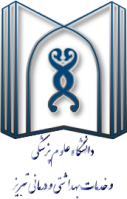 دانشگاه علوم پزشکی
و خدمات بهداشتی و درمانی تبریز